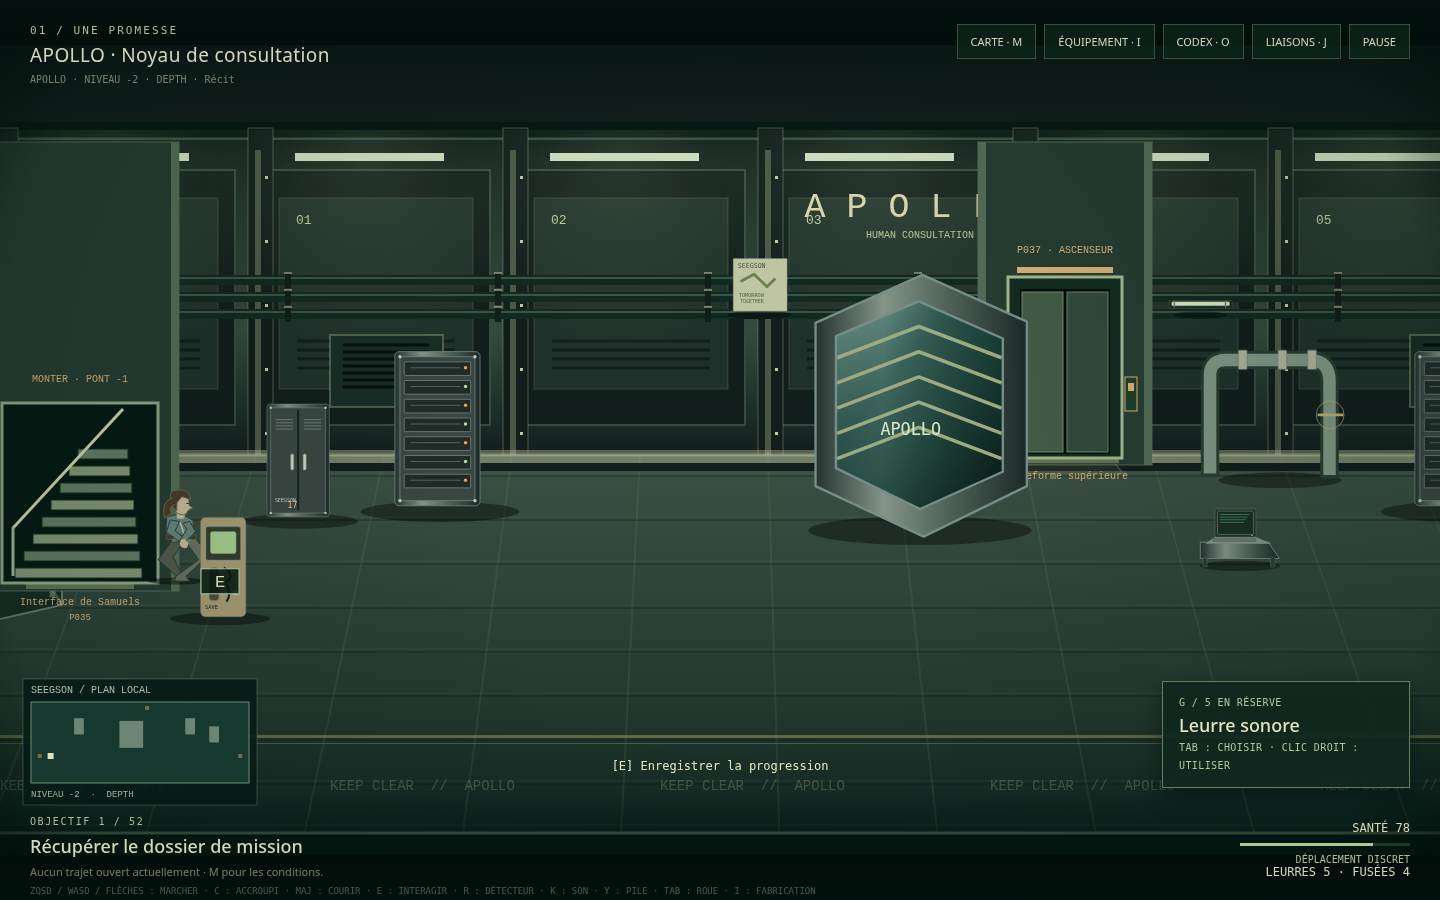 01 / UNE PROMESSE
APOLLO · Noyau de consultation
APOLLO · NIVEAU -2 · DEPTH · Récit
CARTE · M
ÉQUIPEMENT · I
CODEX · O
LIAISONS · J
PAUSE
01
02
03
05
A P O L
HUMAN CONSULTATION
P037 · ASCENSEUR
SEEGSON
TOMORROW
TOGETHER
MONTER · PONT -1
APOLLO
eforme supérieure
SEEGSON
17
E
SAVE
Interface de Samuels
P035
SEEGSON / PLAN LOCAL
NIVEAU -2 · DEPTH
G / 5 EN RÉSERVE
Leurre sonore
TAB : CHOISIR · CLIC DROIT :
UTILISER
[E] Enregistrer la progression
KEEP CLEAR // APOLLO
KEEP CLEAR // APOLLO
KEEP CLEAR // APOLL
OBJECTIF 1 / 52
Récupérer le dossier de mission
Aucun trajet ouvert actuellement · M pour les conditions.
ZQSD / WASD / FLÈCHES : MARCHER · C : ACCROUPI · MAJ : COURIR · E : INTERAGIR · R : DÉTECTEUR · K : SON · Y : PILE · TAB : ROUE · I : FABRICATION
SANTÉ 78
DÉPLACEMENT DISCRET
LEURRES 5 · FUSÉES 4